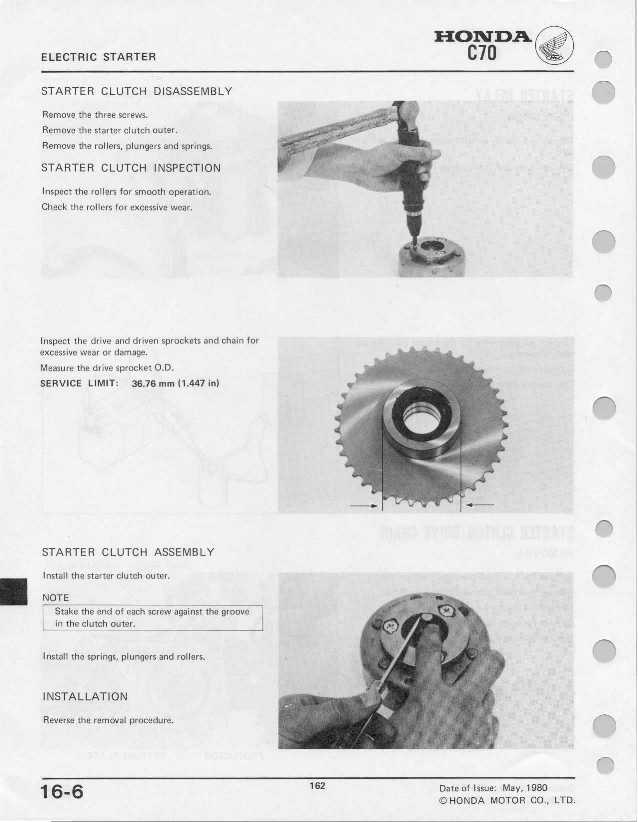 ELECTRIC STARTER
HONDA
C70
STARTER CLUTCH DISASSEMBLY
Remove the three screws.
Remove the starter clutch outer.
Remove the rollers, plungers and springs.
STARTER CLUTCH INSPECTION
Inspect the rollers for smooth operation.
Check the rollers for excessive wear.
Inspect the drive and driven sprockets and chain for
excessive wear or damage.
Measure the drive sprocket O.D.
SERVICE LIMIT: 36.76 mm (1.447 in)
STARTER CLUTCH ASSEMBLY
Install the starter clutch outer.
NOTE
Stake the end of each screw against the groove
in the clutch outer.
Install the springs, plungers and rollers.
INSTALLATION
Reverse the removal procedure.
16-6
162
Date of Issue: May, 1980
© HONDA MOTOR CO., LTD.